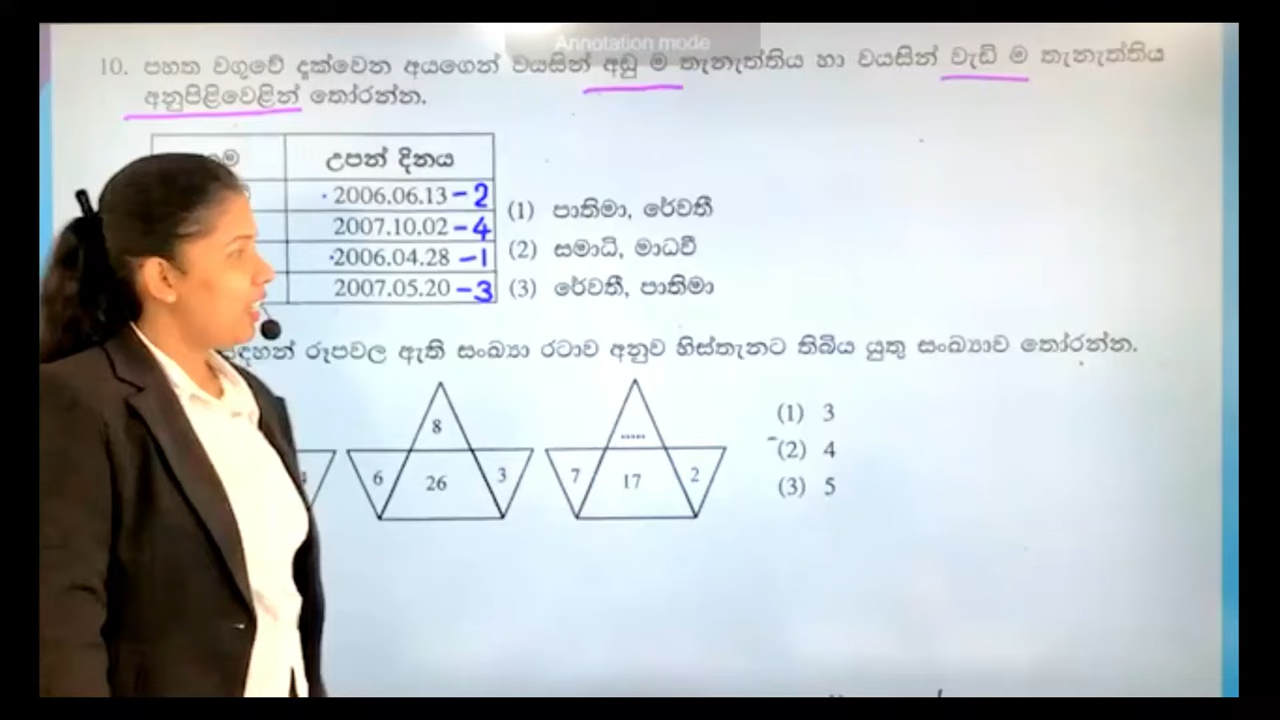 Annotation mode
10. පහත වගුවේ දැක්වෙන අයගෙන් වයසින් අඩු ම තැනැත්තිය හා වයසින් වැඩි ම තැනැත්තිය
අනුපිළිවෙළින් තෝරන්න.
උපන් දිනය
2006.06.13 – 2
2007.10.02 – 4
2006.04.28 – 1
2007.05.20 – 3
(1) පාතිමා, රේවතී
(2) සමාධි, මාධවී
(3) රේවතී, පාතිමා
රූපවල ඇති සංඛ්‍යා රටාව අනුව හිස්තැනට තිබිය යුතු සංඛ්‍යාව තෝරන්න.
8
6 26 3
.....
7 17 2
(1) 3
(2) 4
(3) 5